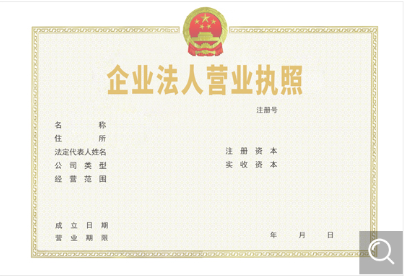 企业法人营业执照
注册号
名称
住所
法定代表人姓名 注册资本
公司类型 实收资本
经营范围
成立日期
营业期限 年 月 日